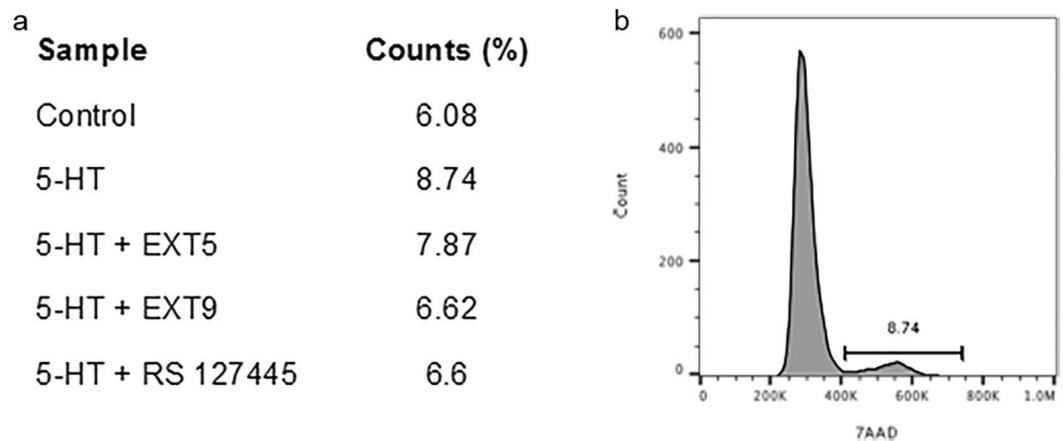 a
Sample Counts (%)
Control 6.08
5-HT 8.74
5-HT + EXT5 7.87
5-HT + EXT9 6.62
5-HT + RS 127445 6.6
b
600
400
200
0
Count
8.74
0 200K 400K 600K 800K 1.0M
7AAD